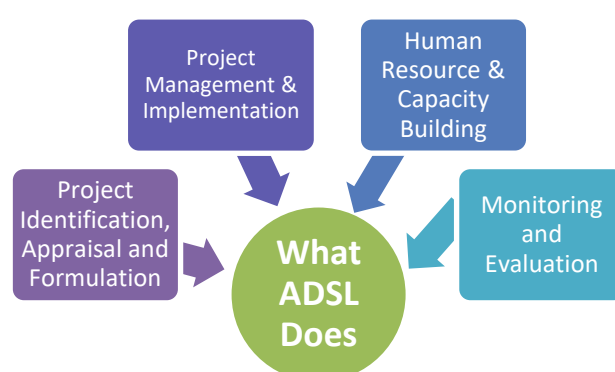 Project
Management &
Implementation
Human
Resource &
Capacity
Building
Project
Identification,
Appraisal and
Formulation
Monitoring
and
Evaluation
What
ADSL
Does